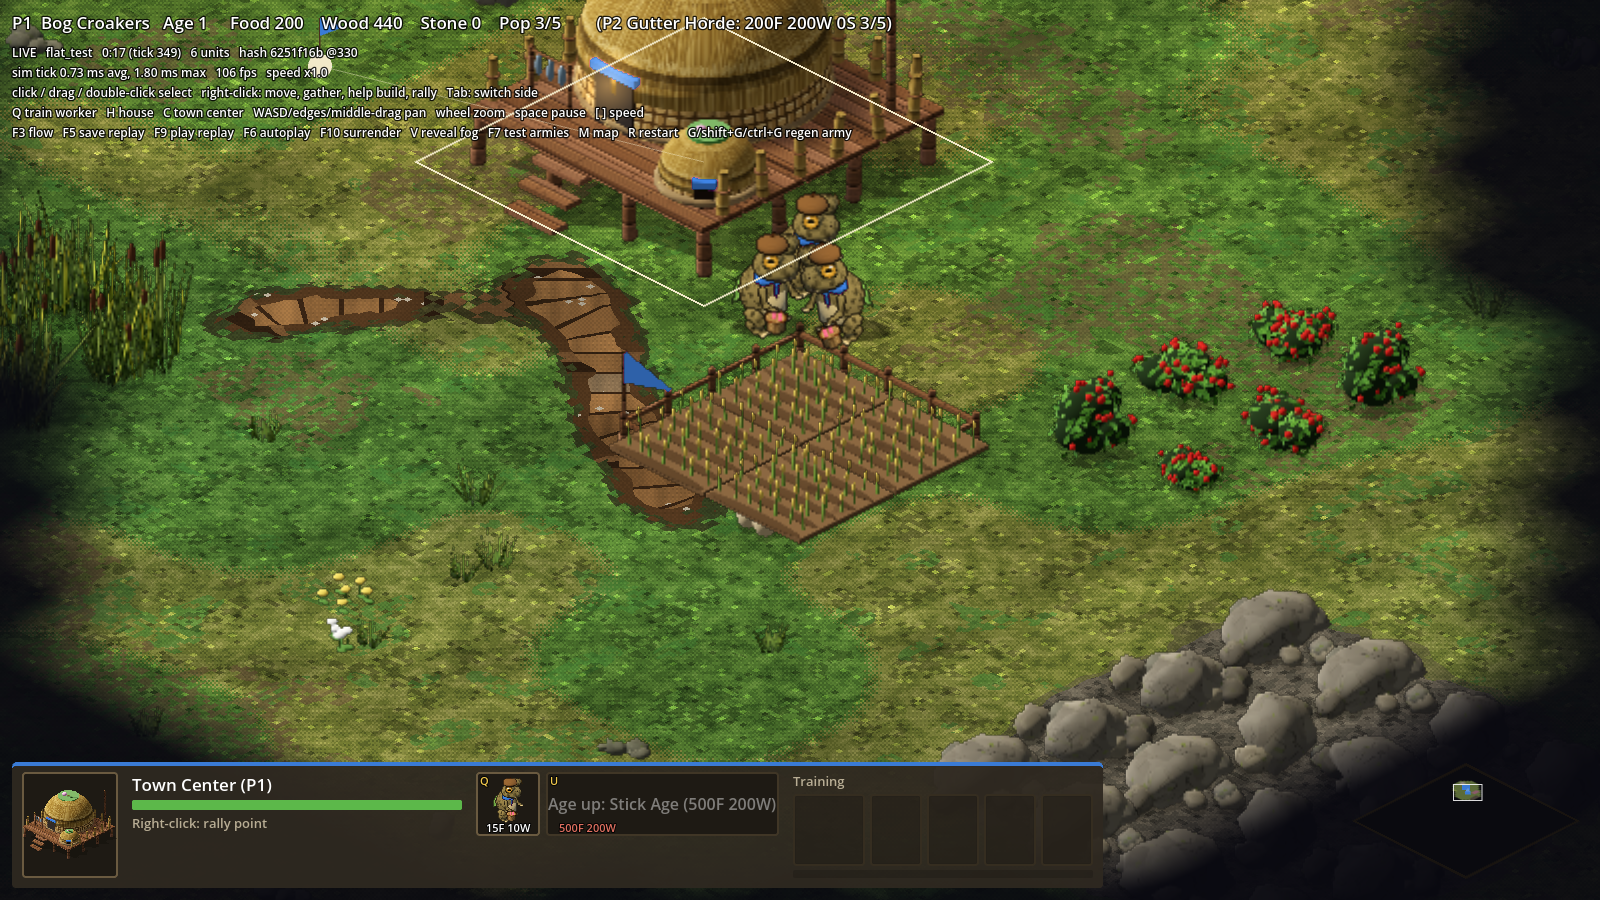 P1 Bog Croakers Age 1 Food 200 Wood 440 Stone 0 Pop 3/5 (P2 Gutter Horde: 200F 200W 0S 3/5)
LIVE flat_test 0:17 (tick 349) 6 units hash 6251f16b @330
sim tick 0.73 ms avg, 1.80 ms max 106 fps speed x1.0
click / drag / double-click select right-click: move, gather, help build, rally Tab: switch side
Q train worker H house C town center WASD/edges/middle-drag pan wheel zoom space pause [,] speed
F3 flow F5 save replay F9 play replay F6 autoplay F10 surrender V reveal fog F7 test armies M map R restart G/shift+G/ctrl+G regen army
Town Center (P1)
Right-click: rally point
Q
15F 10W
U
Age up: Stick Age (500F 200W)
500F 200W
Training